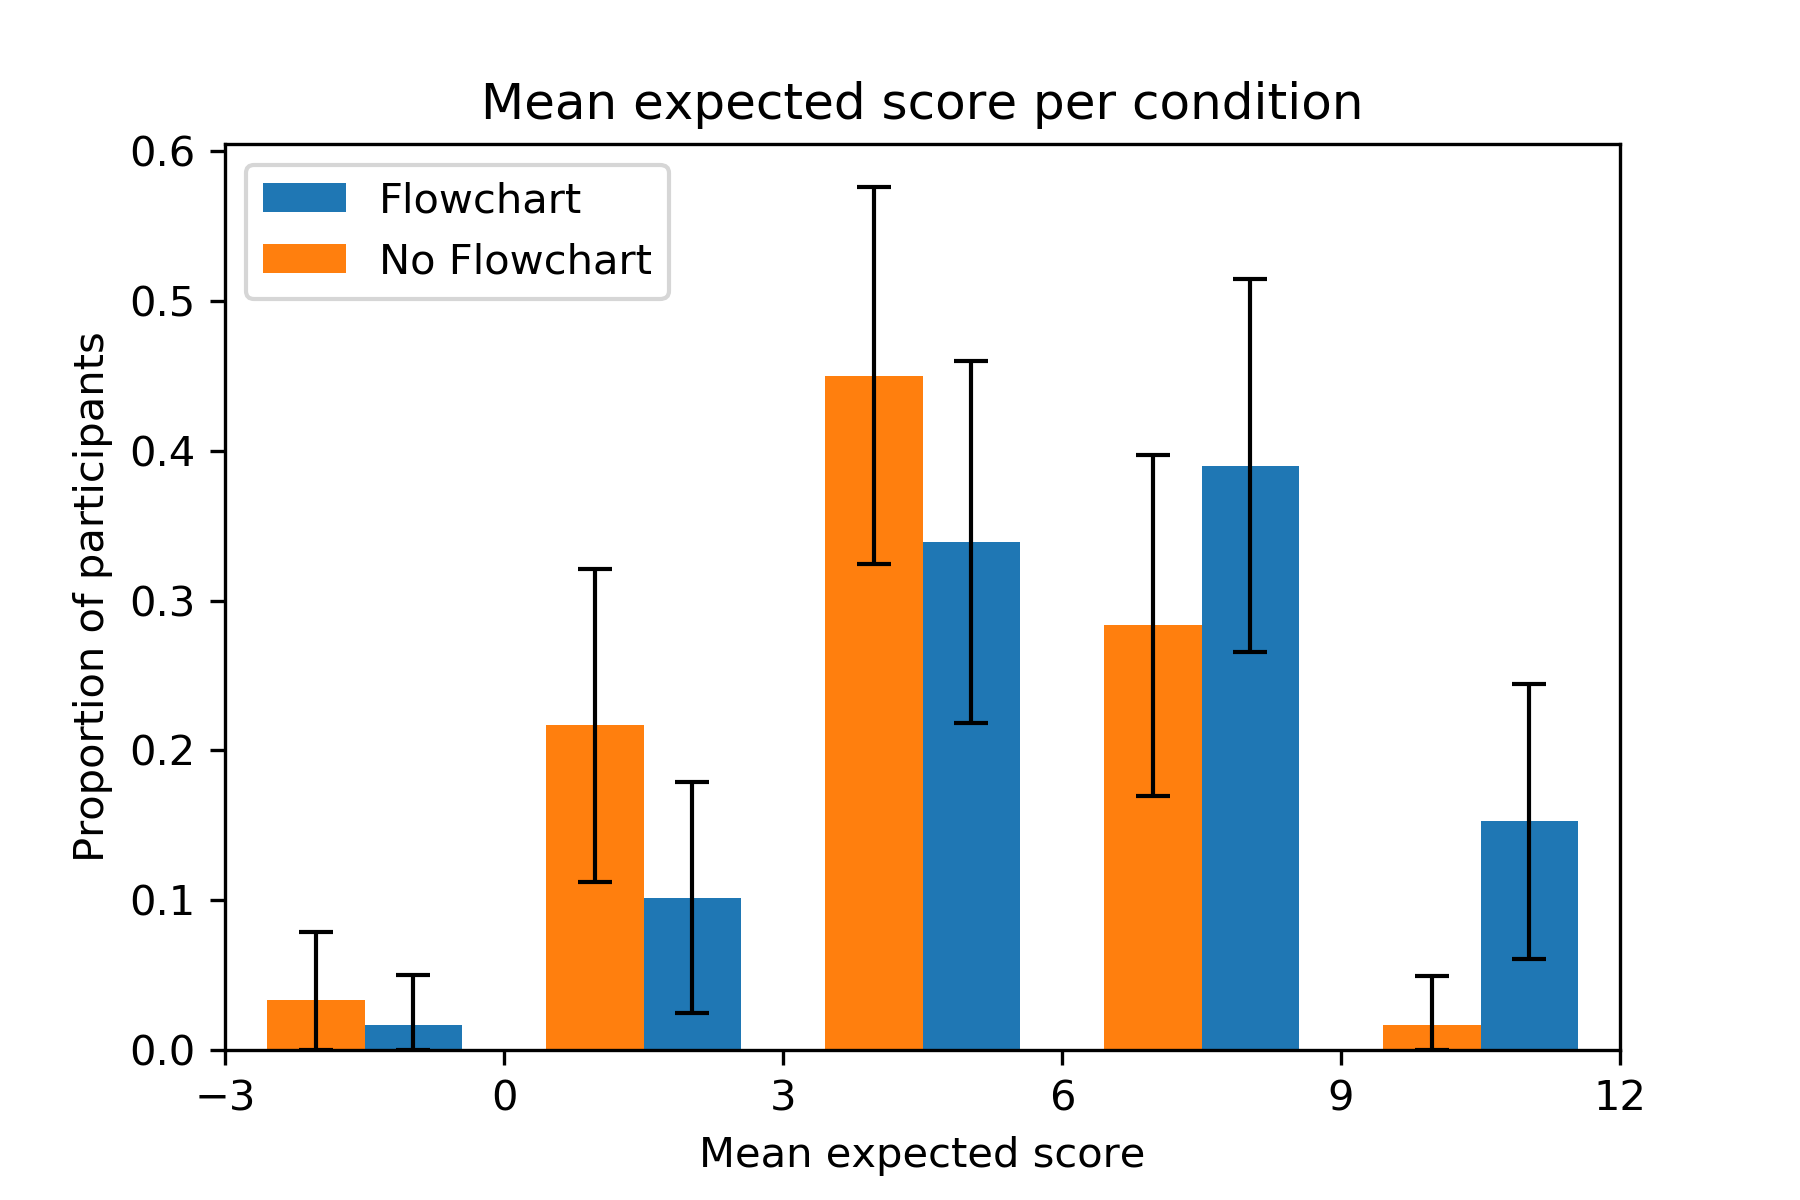 Mean expected score per condition
Flowchart
No Flowchart
Proportion of participants
0.6
0.5
0.4
0.3
0.2
0.1
0.0
−3 0 3 6 9 12
Mean expected score